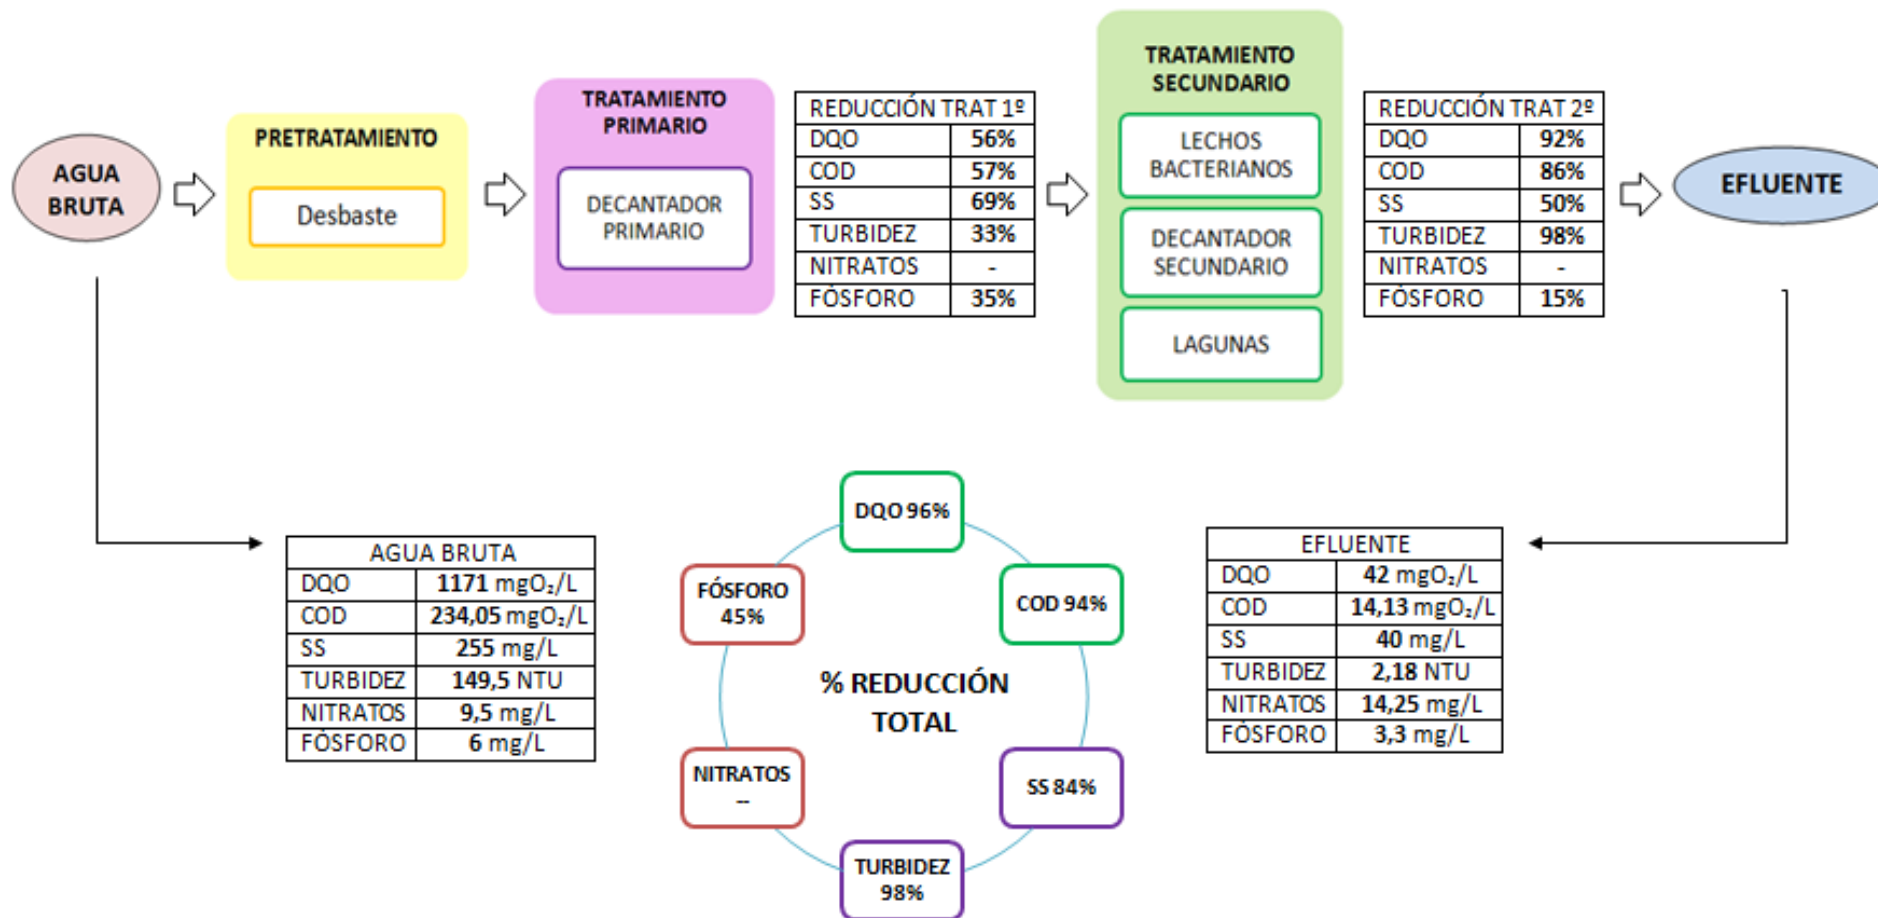 AGUA
BRUTA
PRETRATAMIENTO
Desbaste
TRATAMIENTO
PRIMARIO
DECANTADOR
PRIMARIO
REDUCCIÓN TRAT 1º
DQO 56%
COD 57%
SS 69%
TURBIDEZ 33%
NITRATOS -
FÓSFORO 35%
TRATAMIENTO
SECUNDARIO
LECHOS
BACTERIANOS
DECANTADOR
SECUNDARIO
LAGUNAS
REDUCCIÓN TRAT 2º
DQO 92%
COD 86%
SS 50%
TURBIDEZ 98%
NITRATOS -
FÓSFORO 15%
EFLUENTE
AGUA BRUTA
DQO 1171 mgO₂/L
COD 234,05 mgO₂/L
SS 255 mg/L
TURBIDEZ 149,5 NTU
NITRATOS 9,5 mg/L
FÓSFORO 6 mg/L
% REDUCCIÓN
TOTAL
DQO 96%
COD 94%
SS 84%
TURBIDEZ
98%
NITRATOS
--
FÓSFORO
45%
EFLUENTE
DQO 42 mgO₂/L
COD 14,13 mgO₂/L
SS 40 mg/L
TURBIDEZ 2,18 NTU
NITRATOS 14,25 mg/L
FÓSFORO 3,3 mg/L